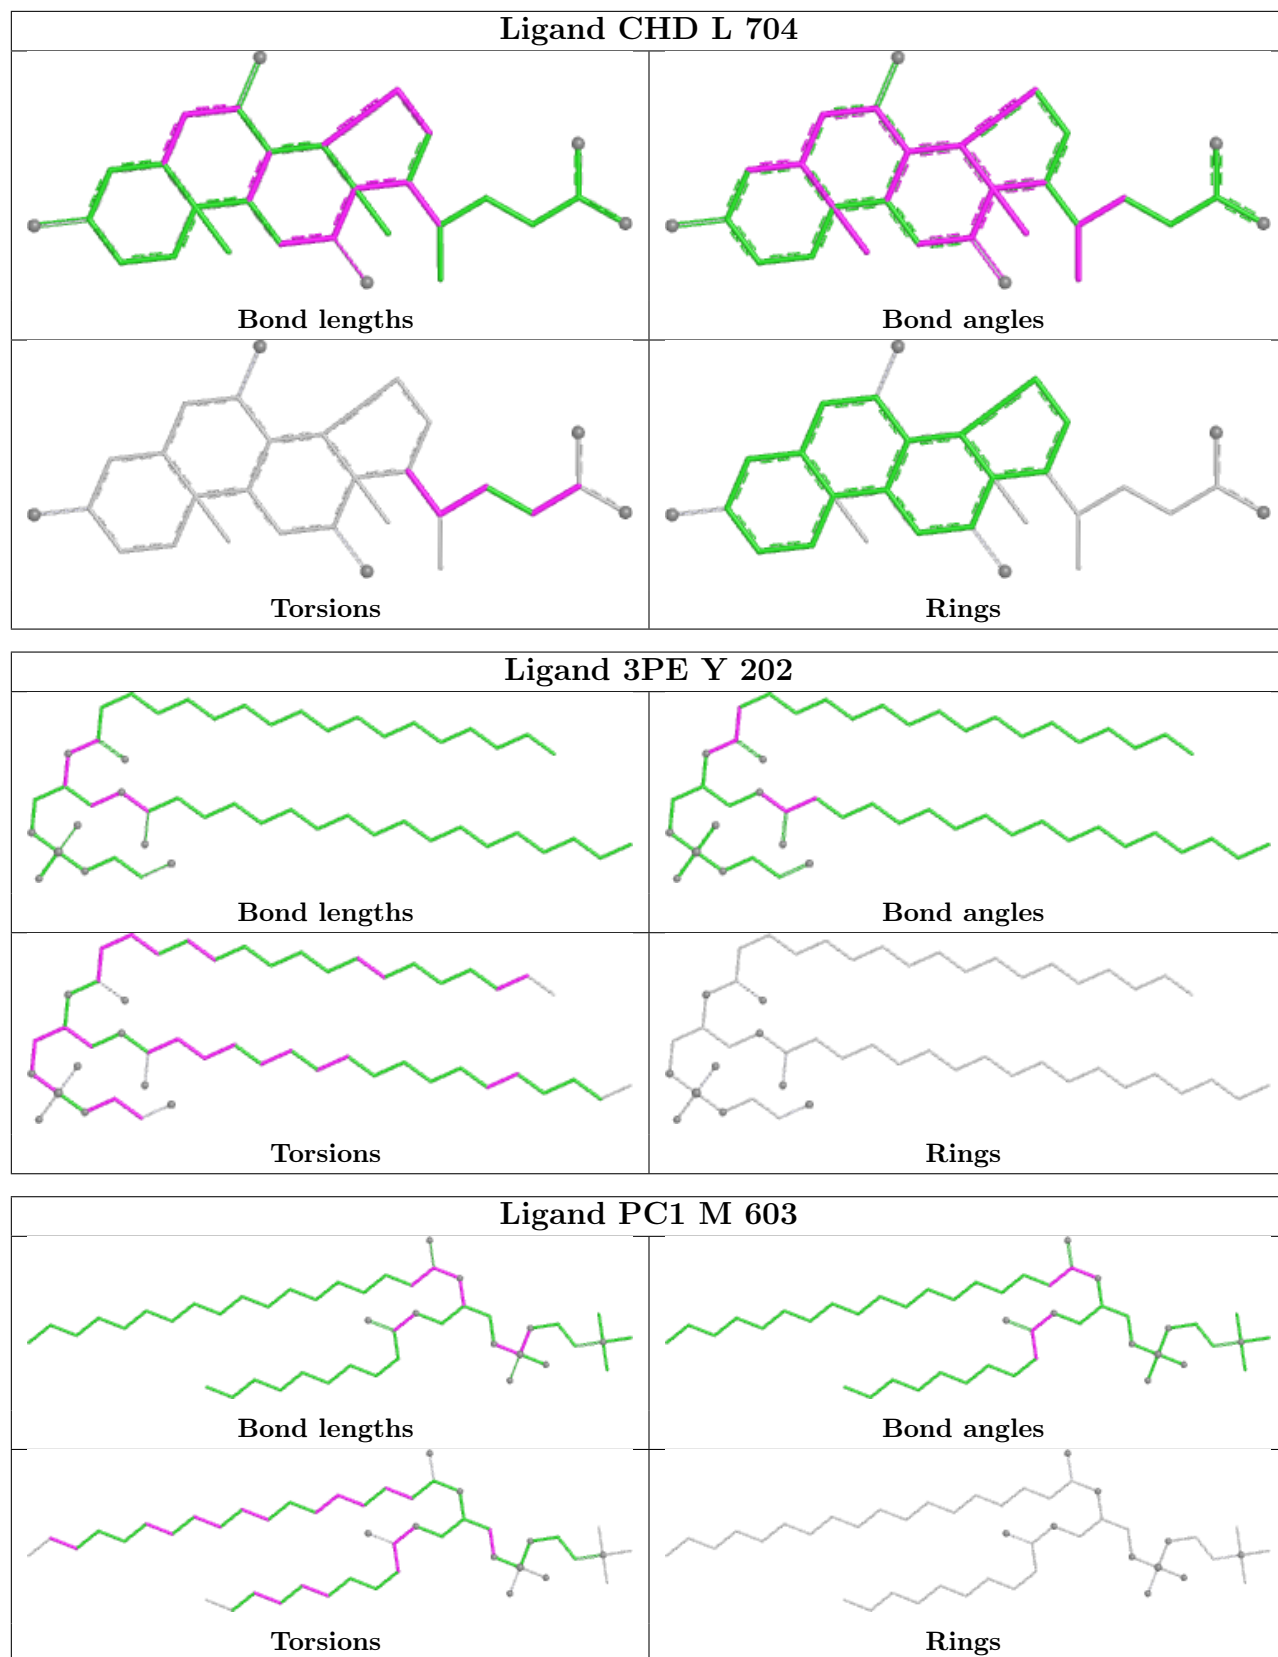 Ligand CHD L 704
Bond lengths
Bond angles
Torsions
Rings
Ligand 3PE Y 202
Bond lengths
Bond angles
Torsions
Rings
Ligand PC1 M 603
Bond lengths
Bond angles
Torsions
Rings